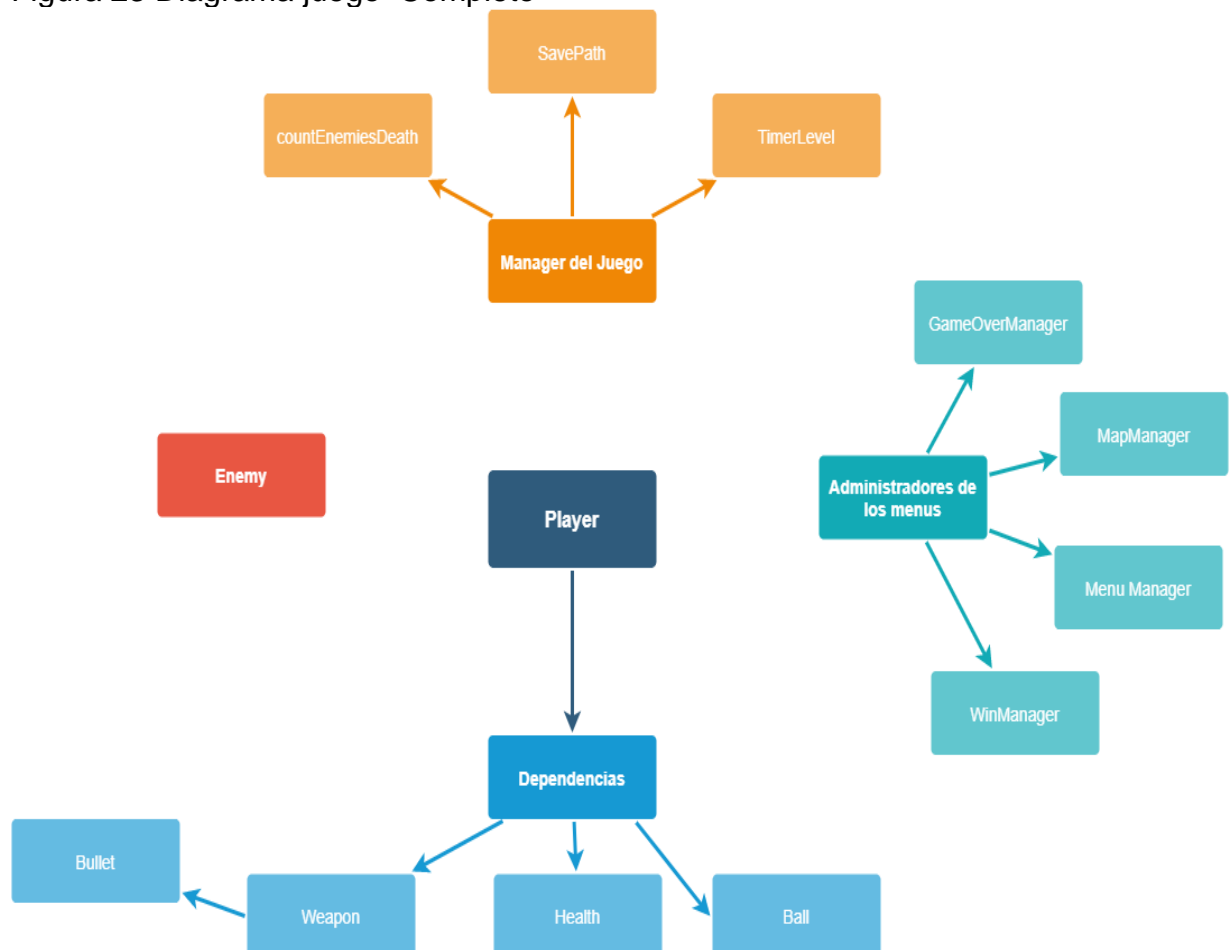 SavePath
countEnemiesDeath
TimerLevel
Manager del Juego
GameOverManager
MapManager
Enemy
Administradores de
los menus
Player
Menu Manager
WinManager
Dependencias
Bullet
Weapon
Health
Ball